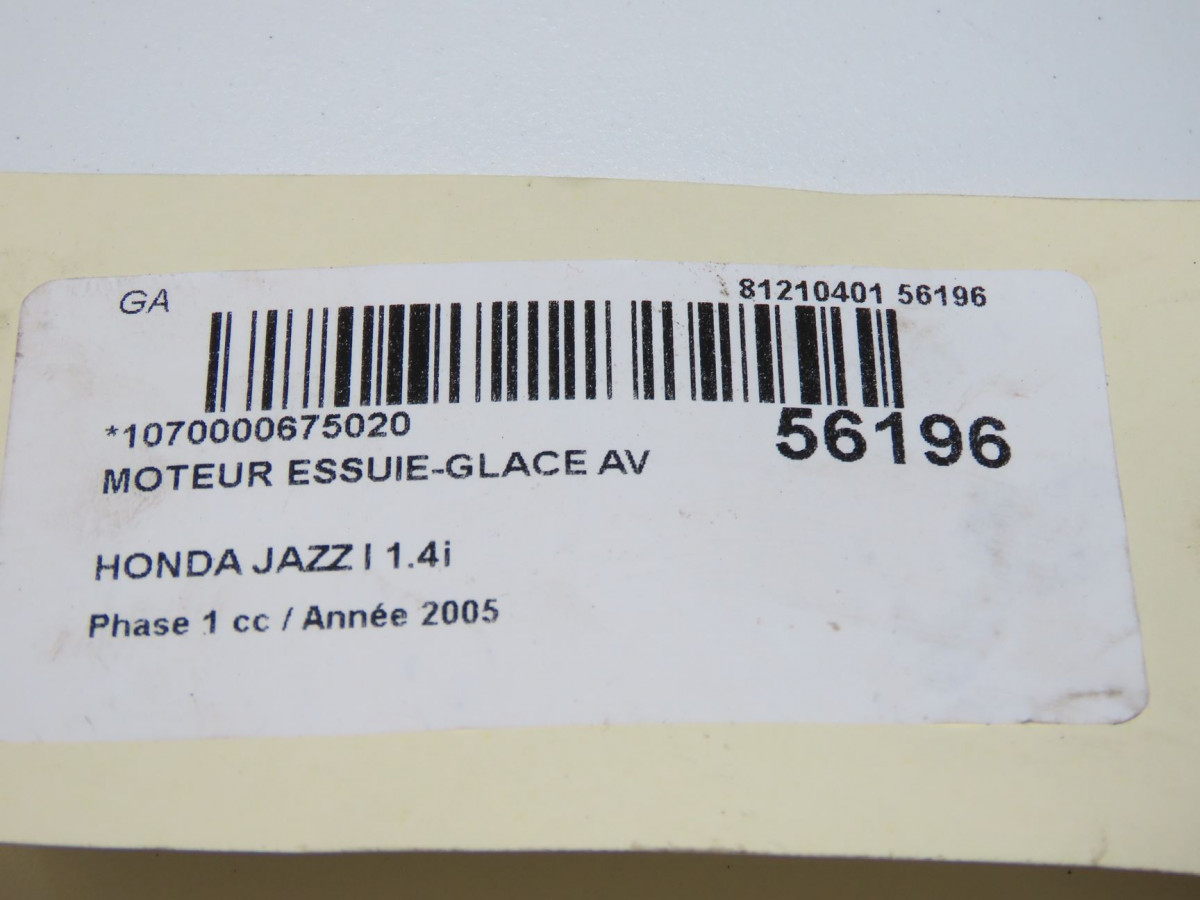 GA
81210401 56196
*1070000675020
56196
MOTEUR ESSUIE-GLACE AV
HONDA JAZZ I 1.4i
Phase 1 cc / Année 2005